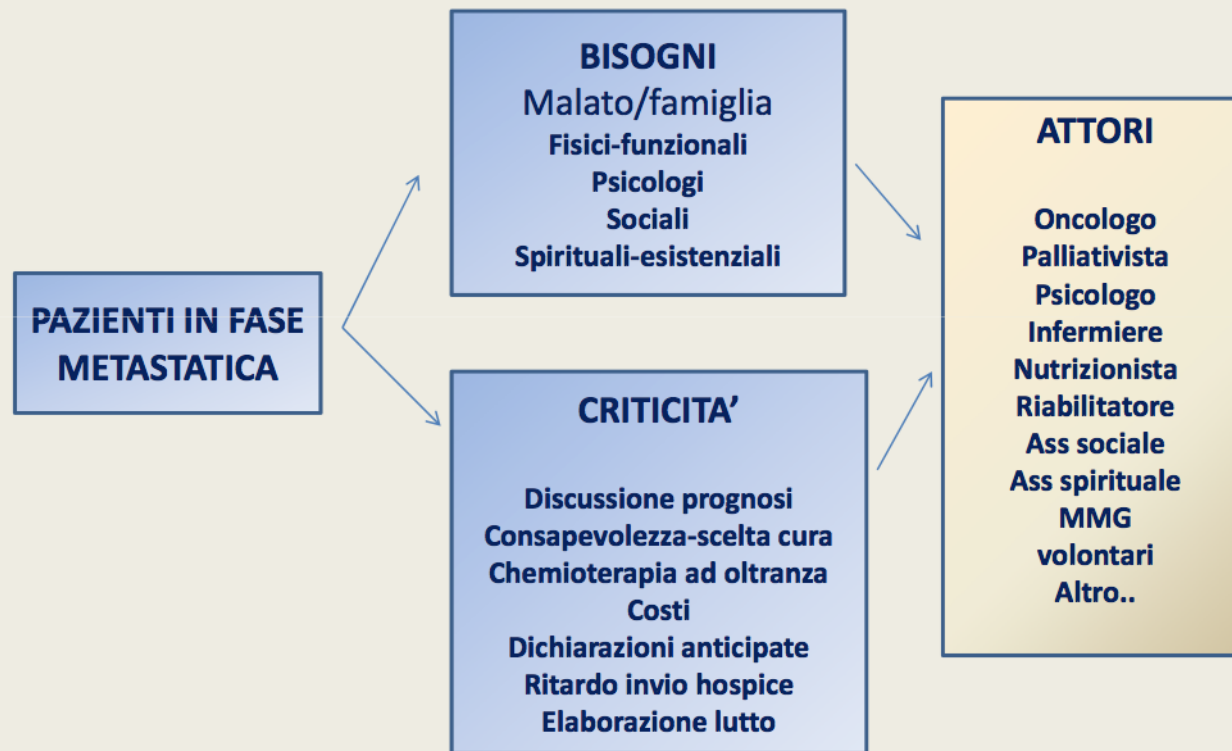 PAZIENTI IN FASE
METASTATICA
BISOGNI
Malato/famiglia
Fisici-funzionali
Psicologi
Sociali
Spirituali-esistenziali
CRITICITA’
Discussione prognosi
Consapevolezza-scelta cura
Chemioterapia ad oltranza
Costi
Dichiarazioni anticipate
Ritardo invio hospice
Elaborazione lutto
ATTORI
Oncologo
Palliativista
Psicologo
Infermiere
Nutrizionista
Riabilitatore
Ass sociale
Ass spirituale
MMG
volontari
Altro..